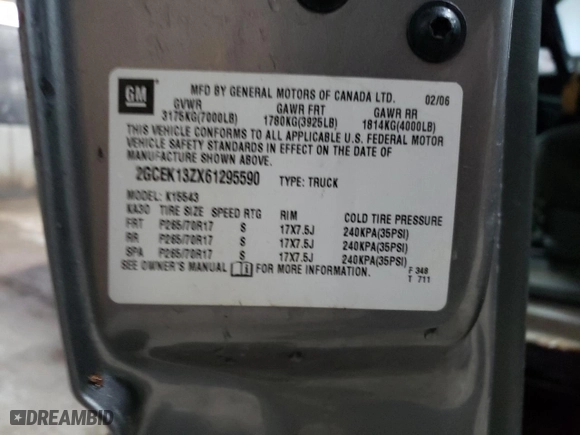 GM
MFD BY GENERAL MOTORS OF CANADA LTD. 02/06
GVWR GAWR FRT GAWR RR
3175KG(7000LB) 1780KG(3925LB) 1814KG(4000LB)
THIS VEHICLE CONFORMS TO ALL APPLICABLE U.S. FEDERAL MOTOR
VEHICLE SAFETY STANDARDS IN EFFECT ON THE DATE OF
MANUFACTURE SHOWN ABOVE.
2GCEK13ZX61295590 TYPE: TRUCK
MODEL: K15543
KA30 TIRE SIZE SPEED RTG RIM COLD TIRE PRESSURE
FRT P265/70R17 S 17X7.5J 240KPA(35PSI)
RR P265/70R17 S 17X7.5J 240KPA(35PSI)
SPA P265/70R17 S 17X7.5J 240KPA(35PSI)
SEE OWNER'S MANUAL FOR MORE INFORMATION.
F 348
T 711
DREAMBID